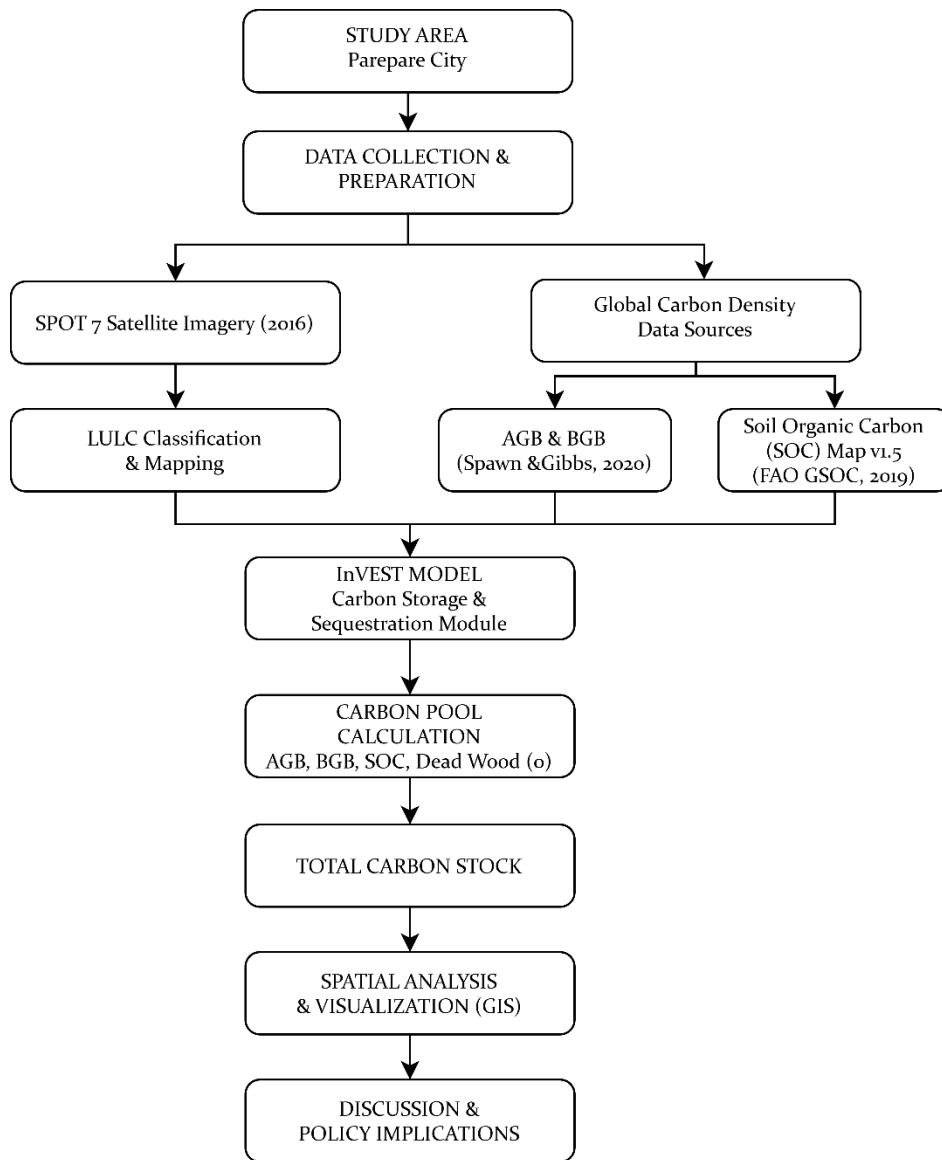 STUDY AREA
Parepare City
DATA COLLECTION &
PREPARATION
SPOT 7 Satellite Imagery (2016)
Global Carbon Density
Data Sources
LULC Classification
& Mapping
AGB & BGB
(Spawn &Gibbs, 2020)
Soil Organic Carbon
(SOC) Map v1.5
(FAO GSOC, 2019)
InVEST MODEL
Carbon Storage &
Sequestration Module
CARBON POOL
CALCULATION
AGB, BGB, SOC, Dead Wood (0)
TOTAL CARBON STOCK
SPATIAL ANALYSIS
& VISUALIZATION (GIS)
DISCUSSION &
POLICY IMPLICATIONS